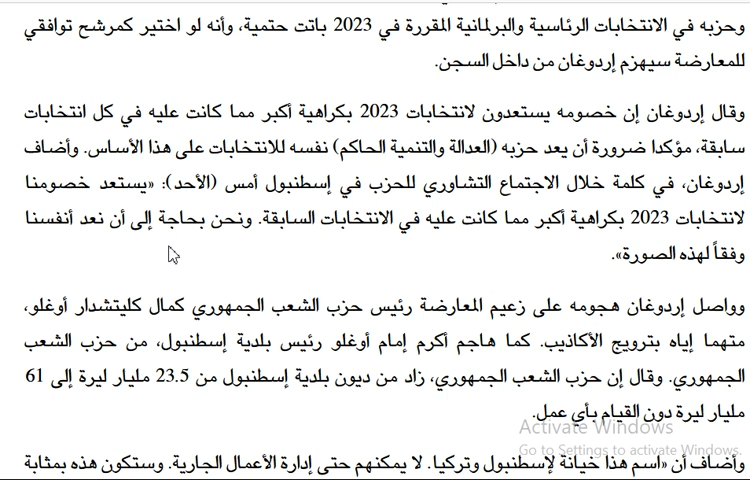 وحزبه في الانتخابات الرئاسية والبرلمانية المقررة في 2023 باتت حتمية، وأنه لو اختير كمرشح توافقي
للمعارضة سيهزم إردوغان من داخل السجن.
وقال إردوغان إن خصومه يستعدون لانتخابات 2023 بكراهية أكبر مما كانت عليه في كل انتخابات
سابقة، مؤكدا ضرورة أن يعد حزبه (العدالة والتنمية الحاكم) نفسه للانتخابات على هذا الأساس. وأضاف
إردوغان، في كلمة خلال الاجتماع التشاوري للحزب في إسطنبول أمس (الأحد): «يستعد خصومنا
لانتخابات 2023 بكراهية أكبر مما كانت عليه في الانتخابات السابقة. ونحن بحاجة إلى أن نعد أنفسنا
وفقاً لهذه الصورة».
وواصل إردوغان هجومه على زعيم المعارضة رئيس حزب الشعب الجمهوري كمال كليتشدار أوغلو،
متهما إياه بترويج الأكاذيب. كما هاجم أكرم إمام أوغلو رئيس بلدية إسطنبول، من حزب الشعب
الجمهوري. وقال إن حزب الشعب الجمهوري، زاد من ديون بلدية إسطنبول من 23.5 مليار ليرة إلى 61
مليار ليرة دون القيام بأي عمل.
Activate Windows
Go to Settings to activate Windows.
وأضاف أن «اسم هذا خيانة لإسطنبول وتركيا. لا يمكنهم حتى إدارة الأعمال الجارية. وستكون هذه بمثابة